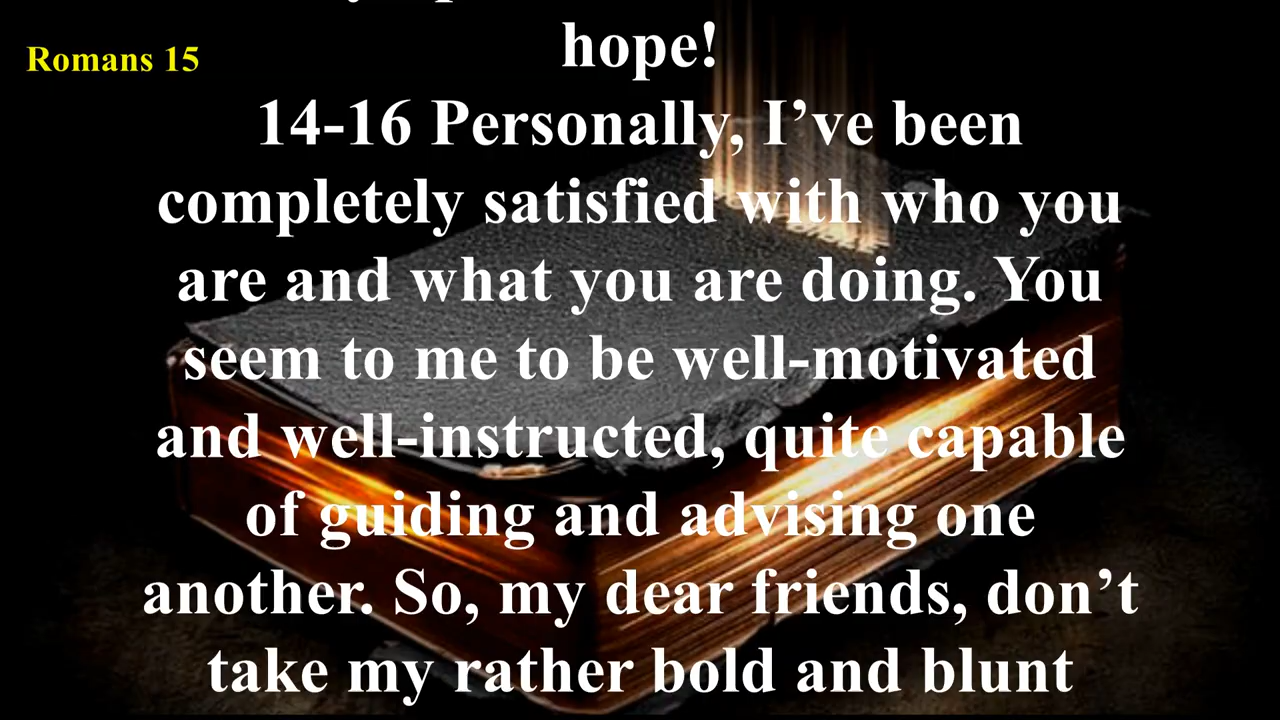 hope!
Romans 15
14-16 Personally, I’ve been
completely satisfied with who you
are and what you are doing. You
seem to me to be well-motivated
and well-instructed, quite capable
of guiding and advising one
another. So, my dear friends, don’t
take my rather bold and blunt